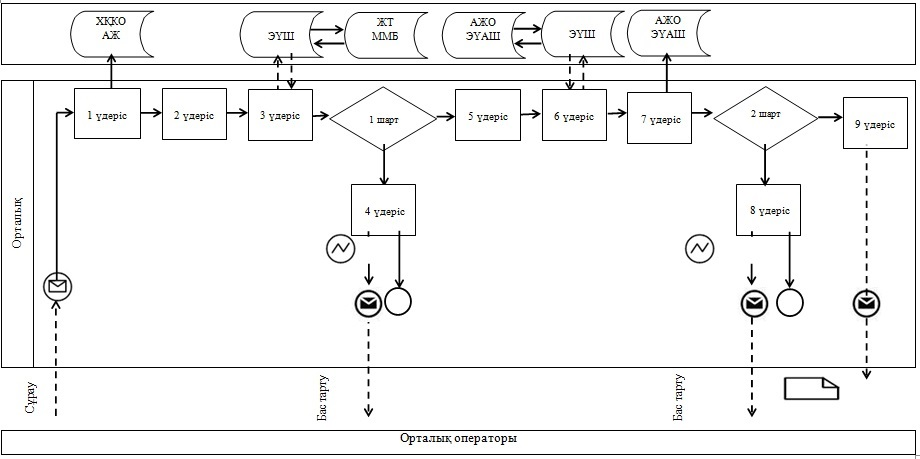 ХҚКО
АЖ
ЭҮШ
ЖТ
ММБ
АЖО
ЭҮАШ
ЭҮШ
АЖО
ЭҮАШ
1 үдеріс
2 үдеріс
3 үдеріс
1 шарт
5 үдеріс
6 үдеріс
7 үдеріс
2 шарт
9 үдеріс
4 үдеріс
8 үдеріс
Орталық
Сұрау
Бас тарту
Бас тарту
Орталық операторы